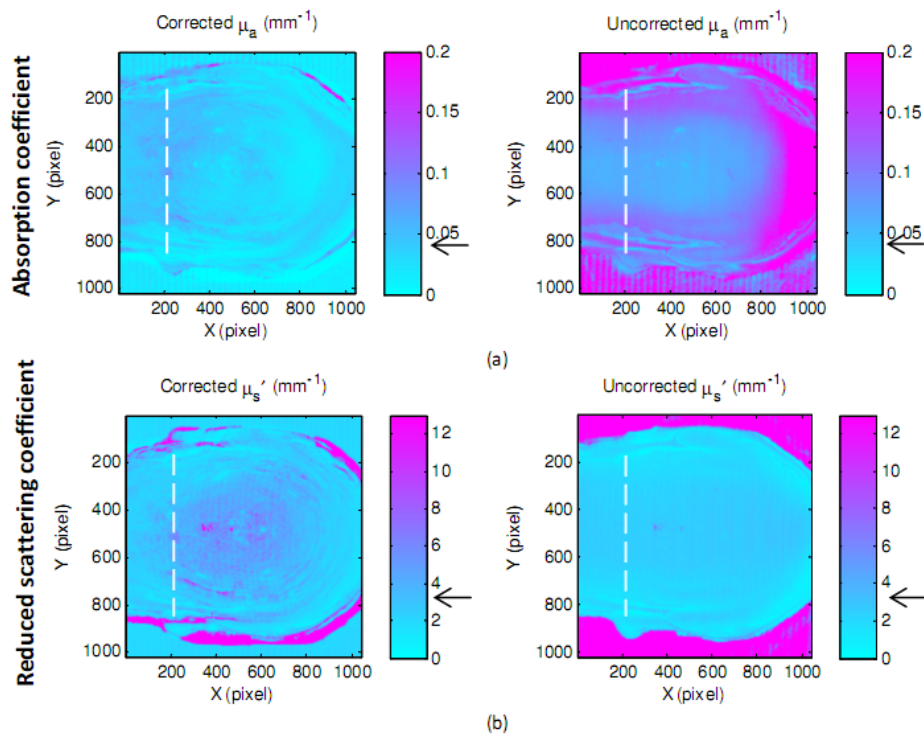 Corrected μa (mm-1)
Uncorrected μa (mm-1)
Absorption coefficient
Y (pixel)
200
400
600
800
1000
0.2
0.15
0.1
0.05
0
Y (pixel)
200
400
600
800
1000
0.2
0.15
0.1
0.05
0
200 400 600 800 1000
X (pixel)
200 400 600 800 1000
X (pixel)
(a)
Reduced scattering coefficient
Corrected μs′ (mm-1)
Uncorrected μs′ (mm-1)
Y (pixel)
200
400
600
800
1000
12
10
8
6
4
2
0
Y (pixel)
200
400
600
800
1000
12
10
8
6
4
2
0
200 400 600 800 1000
X (pixel)
200 400 600 800 1000
X (pixel)
(b)